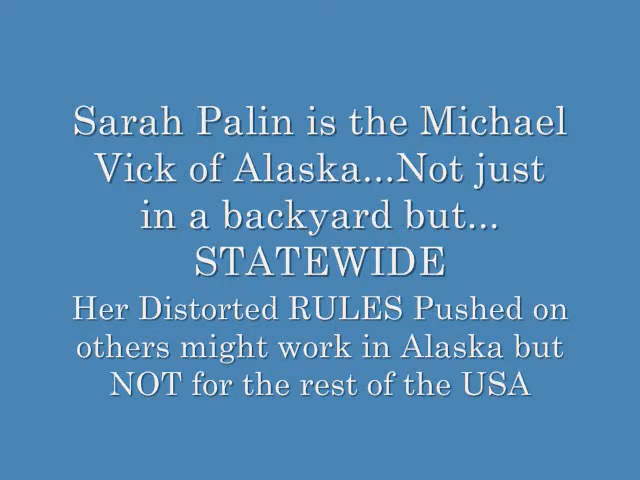 Sarah Palin is the Michael
Vick of Alaska...Not just
in a backyard but...
STATEWIDE
Her Distorted RULES Pushed on
others might work in Alaska but
NOT for the rest of the USA